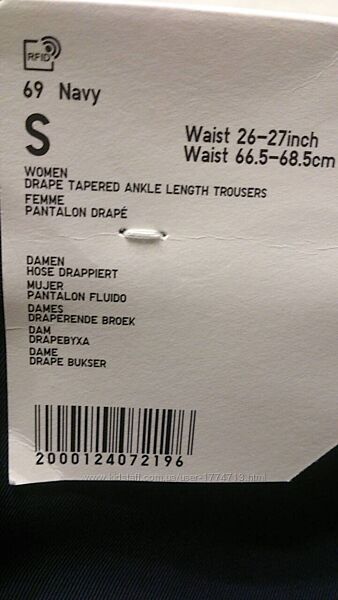 RFID
69 Navy
S
Waist 26-27inch
Waist 66.5-68.5cm
WOMEN
DRAPE TAPERED ANKLE LENGTH TROUSERS
FEMME
PANTALON DRAPÉ
DAMEN
HOSE DRAPPIERT
MUJER
PANTALON FLUIDO
DAMES
DRAPERENDE BROEK
DAM
DRAPEBYXA
DAME
DRAPE BUKSER
2000124072196